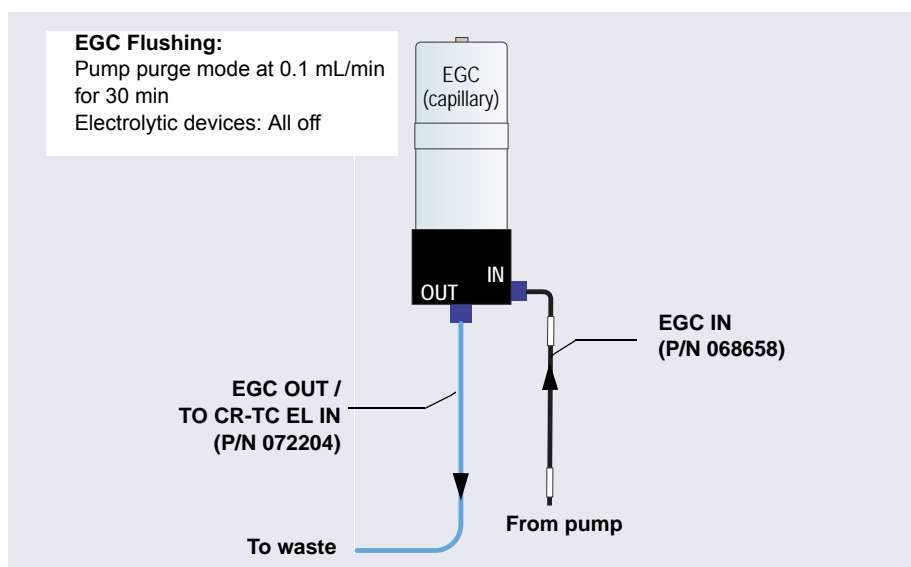 EGC Flushing:
Pump purge mode at 0.1 mL/min
for 30 min
Electrolytic devices: All off
EGC
(capillary)
IN
OUT
EGC IN
(P/N 068658)
EGC OUT /
TO CR-TC EL IN
(P/N 072204)
From pump
To waste